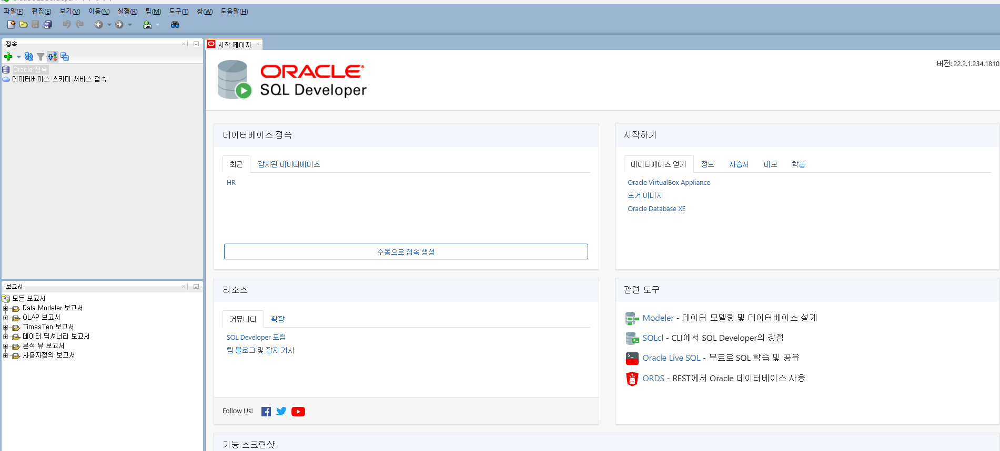 파일(F) 편집(E) 보기(V) 이동(N) 실행(R) 팀(M) 도구(T) 창(W) 도움말(H)
접속
Oracle 접속
데이터베이스 스키마 서비스 접속
보고서
모든 보고서
Data Modeler 보고서
OLAP 보고서
TimesTen 보고서
데이터 딕셔너리 보고서
분석 뷰 보고서
사용자정의 보고서
시작 페이지
ORACLE
SQL Developer
버전: 22.2.1.234.1810
데이터베이스 접속
최근 감지된 데이터베이스
HR
수동으로 접속 생성
시작하기
데이터베이스 얻기 정보 자습서 데모 학습
Oracle VirtualBox Appliance
도커 이미지
Oracle Database XE
리소스
커뮤니티 확장
SQL Developer 포럼
팀 블로그 및 잡지 기사
Follow Us!
관련 도구
Modeler - 데이터 모델링 및 데이터베이스 설계
SQLcl - CLI에서 SQL Developer의 강점
Oracle Live SQL - 무료로 SQL 학습 및 공유
ORDS - REST에서 Oracle 데이터베이스 사용
기능 스크린샷